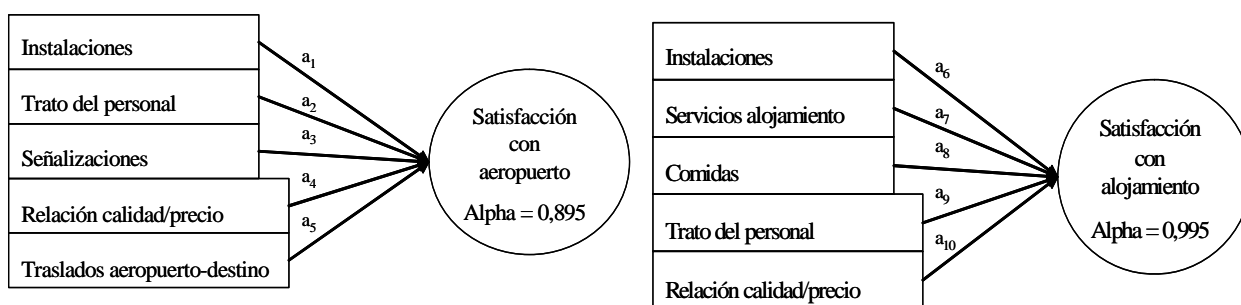 Instalaciones
Trato del personal
Señalizaciones
Relación calidad/precio
Traslados aeropuerto-destino
a1
a2
a3
a4
a5
Satisfacción
con
aeropuerto
Alpha = 0,895
Instalaciones
Servicios alojamiento
Comidas
Trato del personal
Relación calidad/precio
a6
a7
a8
a9
a10
Satisfacción
con
alojamiento
Alpha = 0,995